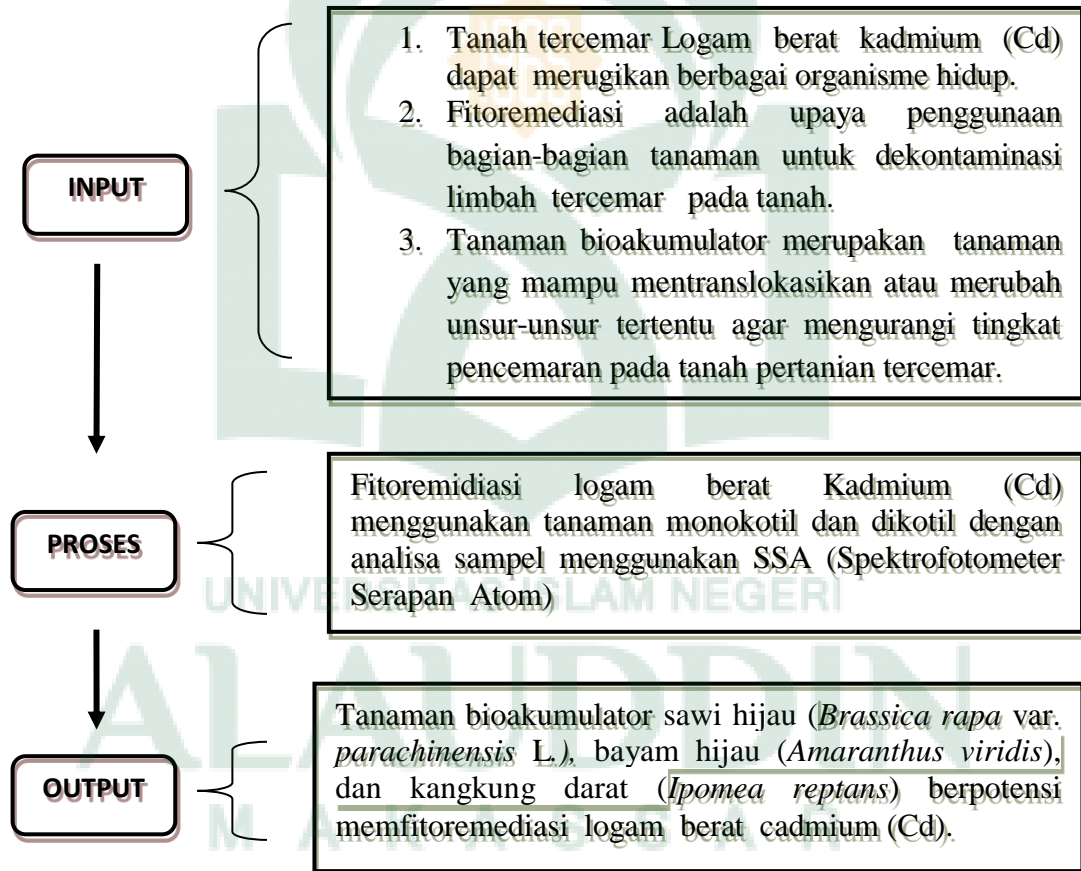 INPUT
1. Tanah tercemar Logam berat kadmium (Cd)
dapat merugikan berbagai organisme hidup.
2. Fitoremediasi adalah upaya penggunaan
bagian-bagian tanaman untuk dekontaminasi
limbah tercemar pada tanah.
3. Tanaman bioakumulator merupakan tanaman
yang mampu mentranslokasikan atau merubah
unsur-unsur tertentu agar mengurangi tingkat
pencemaran pada tanah pertanian tercemar.
PROSES
Fitoremidiasi logam berat Kadmium (Cd)
menggunakan tanaman monokotil dan dikotil dengan
analisa sampel menggunakan SSA (Spektrofotometer
Serapan Atom)
UNIVERSITAS ISLAM NEGERI
ALAUDDIN
MAKASSAR
OUTPUT
Tanaman bioakumulator sawi hijau (Brassica rapa var.
parachinensis L.), bayam hijau (Amaranthus viridis),
dan kangkung darat (Ipomea reptans) berpotensi
memfitoremediasi logam berat cadmium (Cd).